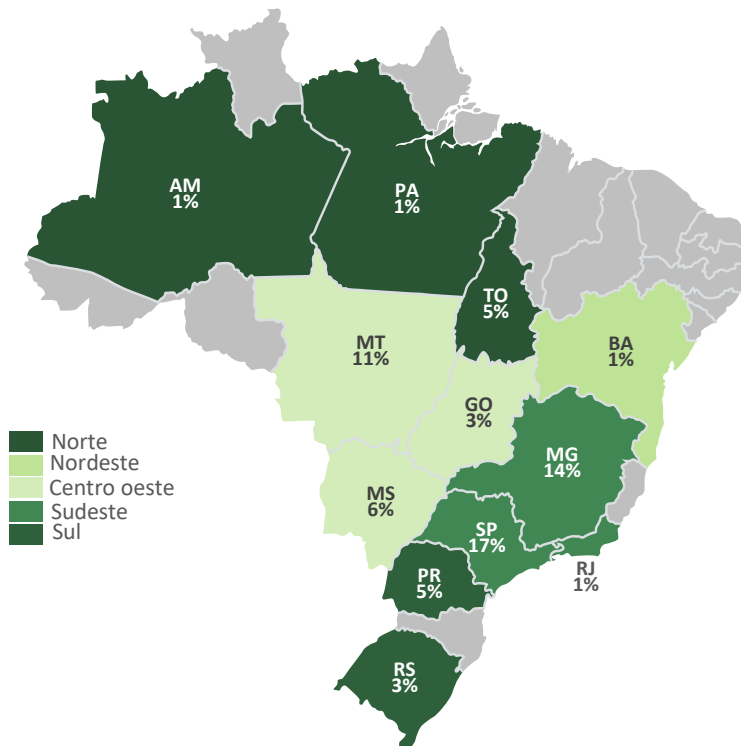 AM
1%
PA
1%
TO
5%
MT
11%
BA
1%
GO
3%
MG
14%
MS
6%
SP
17%
RJ
1%
PR
5%
RS
3%
Norte
Nordeste
Centro oeste
Sudeste
Sul